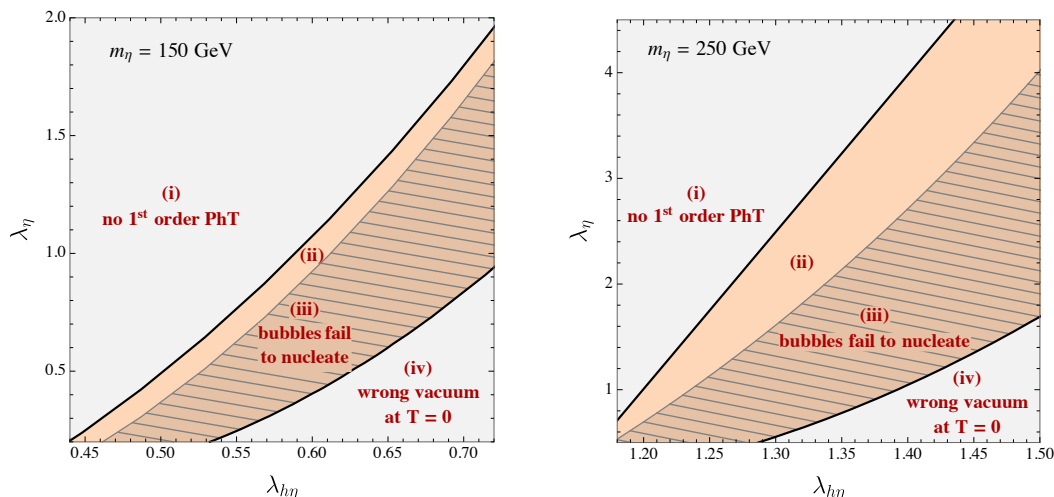 m_η = 150 GeV
(i)
no 1st order PhT
(ii)
(iii)
bubbles fail
to nucleate
(iv)
wrong vacuum
at T = 0
2.0
1.5
1.0
0.5
0.45 0.50 0.55 0.60 0.65 0.70
λ_η
λ_hη
m_η = 250 GeV
(i)
no 1st order PhT
(ii)
(iii)
bubbles fail to nucleate
(iv)
wrong vacuum
at T = 0
4
3
2
1
1.20 1.25 1.30 1.35 1.40 1.45 1.50
λ_η
λ_hη